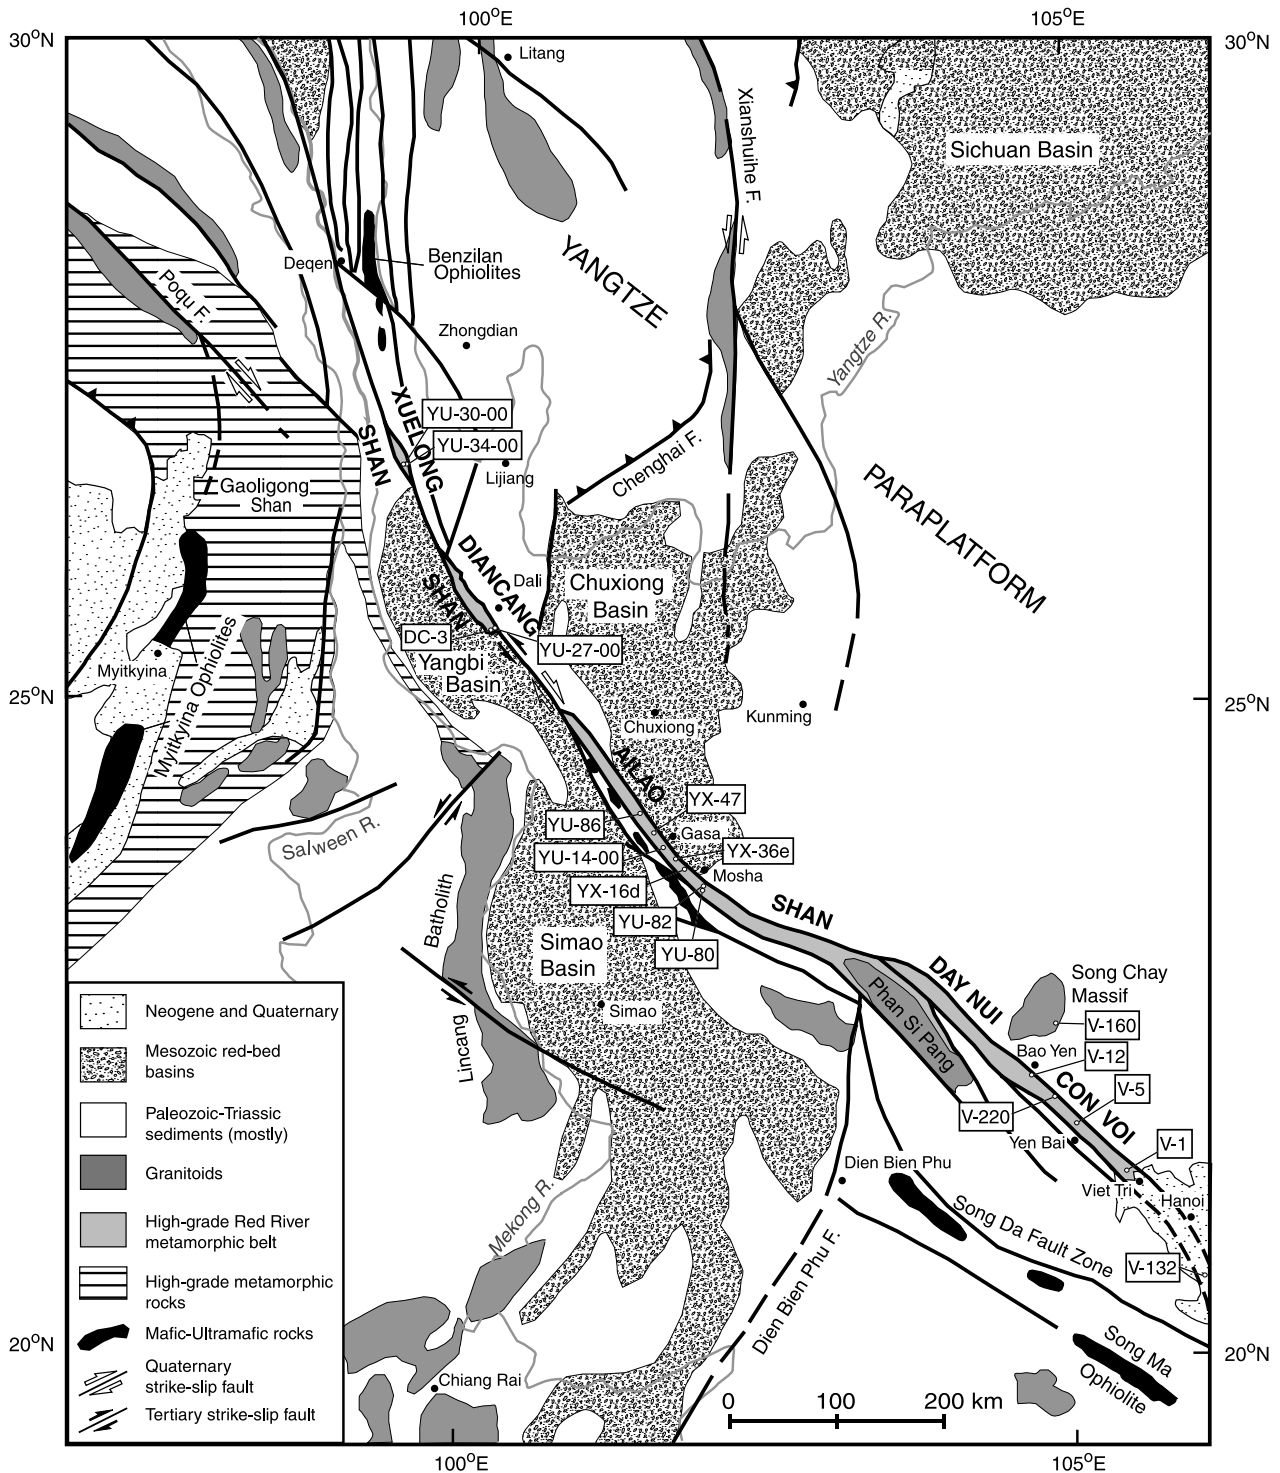 100°E
105°E
30°N
30°N
Litang
Xianshuihe F.
Sichuan Basin
YANGTZE
Deqen
Benzilan
Ophiolites
Poqu F.
Zhongdian
Yangtze R.
XUELONG
SHAN
YU-30-00
YU-34-00
Lijiang
Chenghai F.
PARAPLATFORM
Gaoligong
Shan
DIANCANG
SHAN
Dali
Chuxiong
Basin
DC-3
YU-27-00
Yangbi
Basin
Myitkyina
Myitkyina Ophiolites
25°N
25°N
Chuxiong
Kunming
AILAO
YX-47
YU-86
Gasa
YU-14-00
YX-36e
Mosha
YX-16d
YU-82
YU-80
SHAN
Salween R.
Batholith
Lincang
Simao
Basin
Simao
DAY NUI
Song Chay
Massif
V-160
Phan Si Pang
Bao Yen
V-12
CON VOI
V-5
V-220
Yen Bai
V-1
Dien Bien Phu
Viet Tri
Hanoi
Mekong R.
Song Da Fault Zone
V-132
Dien Bien Phu F.
Song Ma
Ophiolite
20°N
20°N
Chiang Rai
0 100 200 km
Neogene and Quaternary
Mesozoic red-bed
basins
Paleozoic-Triassic
sediments (mostly)
Granitoids
High-grade Red River
metamorphic belt
High-grade metamorphic
rocks
Mafic-Ultramafic rocks
Quaternary
strike-slip fault
Tertiary strike-slip fault
100°E
105°E